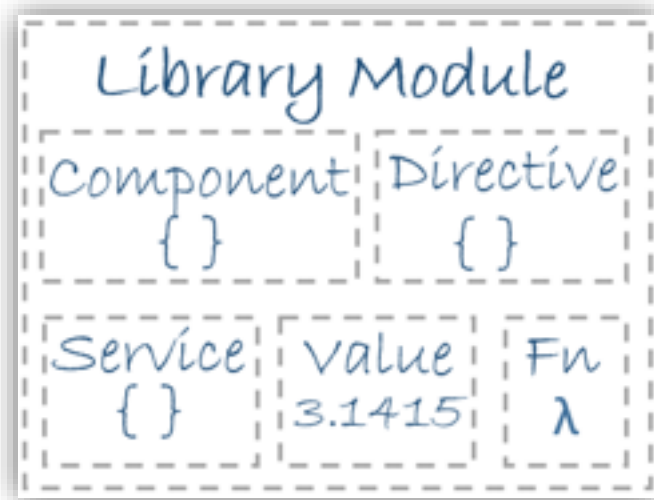 Library Module
Component
{ }
Directive
{ }
Service
{ }
Value
3.1415
Fn
λ